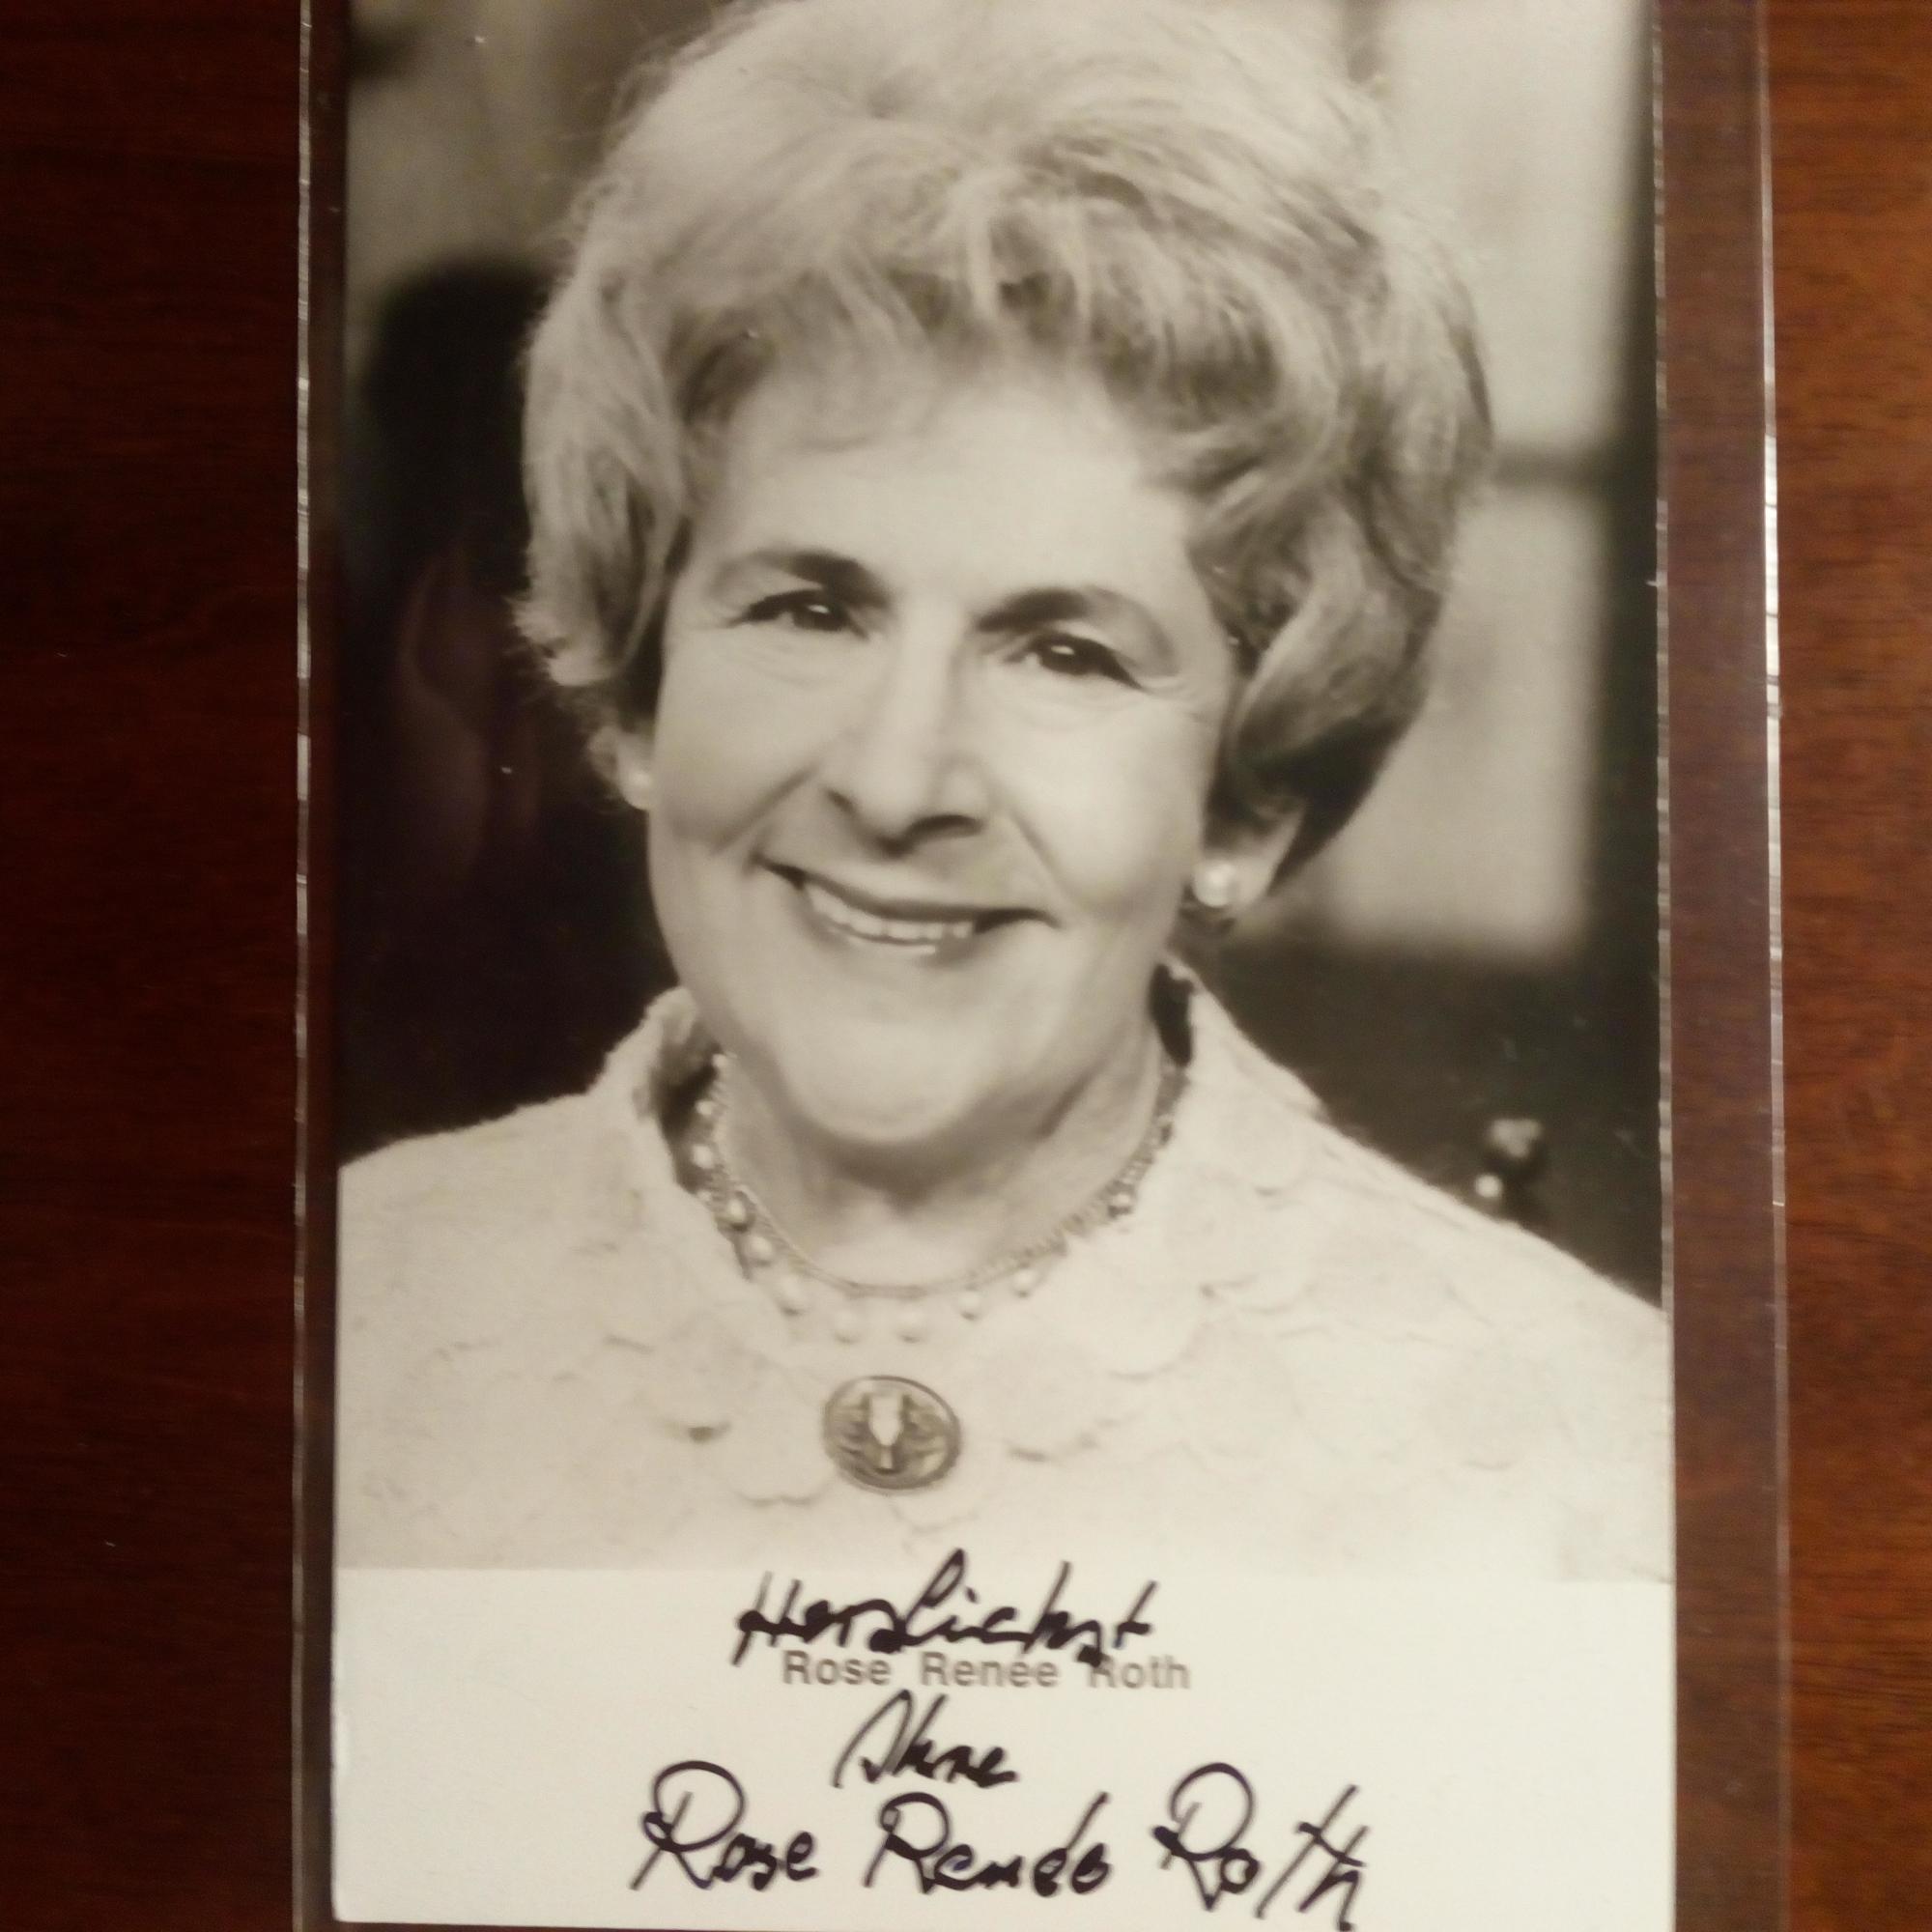 Herzlichst
Rose Renée Roth
Ihre
Rose Renée Roth